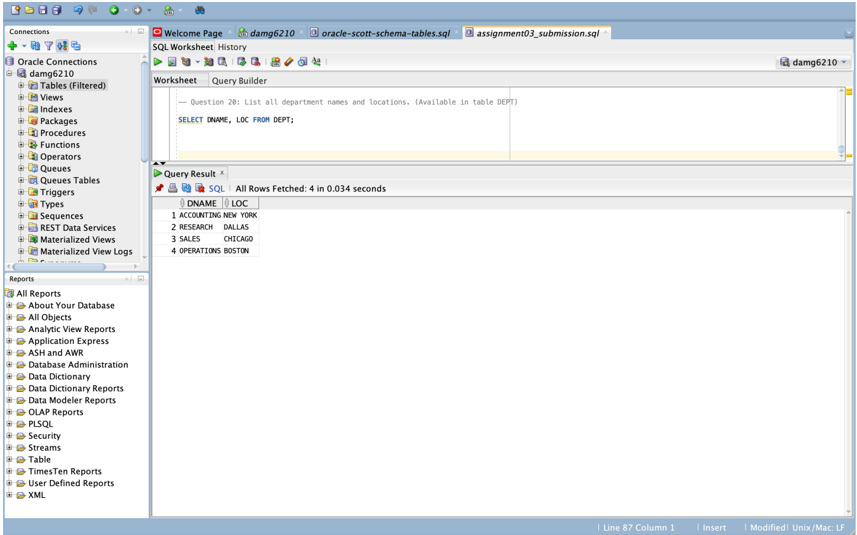 Connections
Oracle Connections
damg6210
Tables (Filtered)
Views
Indexes
Packages
Procedures
Functions
Operators
Queues
Queues Tables
Triggers
Types
Sequences
REST Data Services
Materialized Views
Materialized View Logs
Reports
All Reports
About Your Database
All Objects
Analytic View Reports
Application Express
ASH and AWR
Database Administration
Data Dictionary
Data Dictionary Reports
Data Modeler Reports
OLAP Reports
PLSQL
Security
Streams
Table
TimesTen Reports
User Defined Reports
XML
Welcome Page damg6210 oracle-scott-schema-tables.sql assignment03_submission.sql
SQL Worksheet History
damg6210
Worksheet Query Builder
-- Question 20: List all department names and locations. (Available in table DEPT)
SELECT DNAME, LOC FROM DEPT;
Query Result
SQL All Rows Fetched: 4 in 0.034 seconds
DNAME LOC
1 ACCOUNTING NEW YORK
2 RESEARCH DALLAS
3 SALES CHICAGO
4 OPERATIONS BOSTON
Line 87 Column 1 Insert Modified Unix/Mac: LF